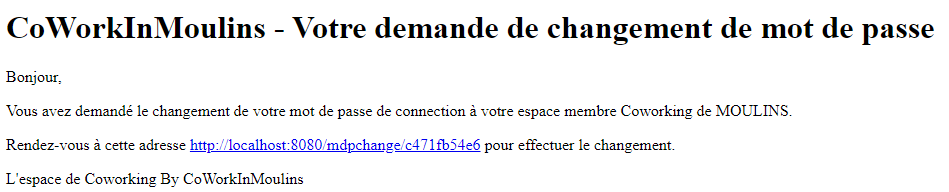 CoWorkInMoulins - Votre demande de changement de mot de passe
Bonjour,
Vous avez demandé le changement de votre mot de passe de connection à votre espace membre Coworking de MOULINS.
Rendez-vous à cette adresse http://localhost:8080/mdpchange/c471fb54e6 pour effectuer le changement.
L'espace de Coworking By CoWorkInMoulins